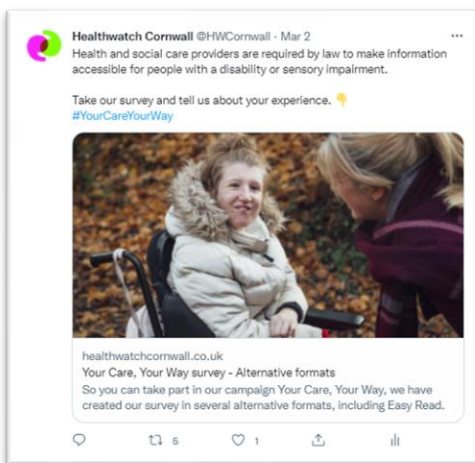 Healthwatch Cornwall @HWCornwall · Mar 2
Health and social care providers are required by law to make information
accessible for people with a disability or sensory impairment.
Take our survey and tell us about your experience. 👇
#YourCareYourWay
healthwatchcornwall.co.uk
Your Care, Your Way survey - Alternative formats
So you can take part in our campaign Your Care, Your Way, we have
created our survey in several alternative formats, including Easy Read.
5 1